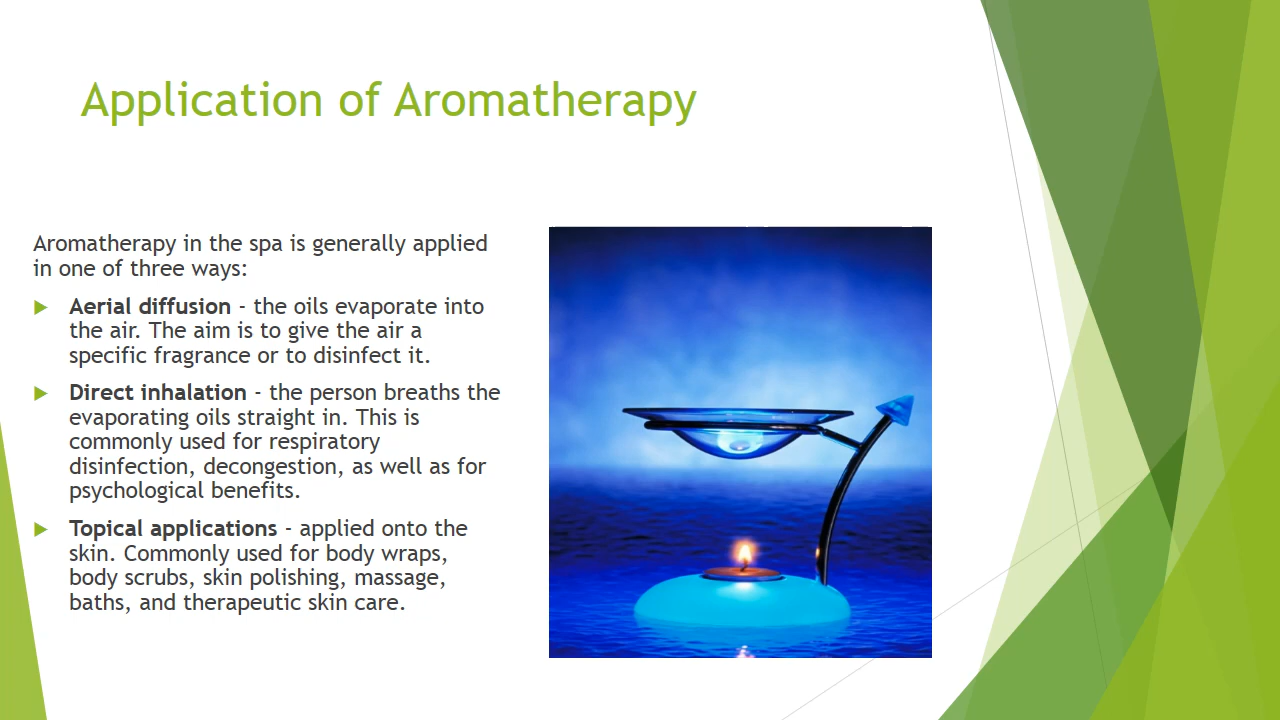 Application of Aromatherapy
Aromatherapy in the spa is generally applied
in one of three ways:
Aerial diffusion - the oils evaporate into
the air. The aim is to give the air a
specific fragrance or to disinfect it.
Direct inhalation - the person breaths the
evaporating oils straight in. This is
commonly used for respiratory
disinfection, decongestion, as well as for
psychological benefits.
Topical applications - applied onto the
skin. Commonly used for body wraps,
body scrubs, skin polishing, massage,
baths, and therapeutic skin care.